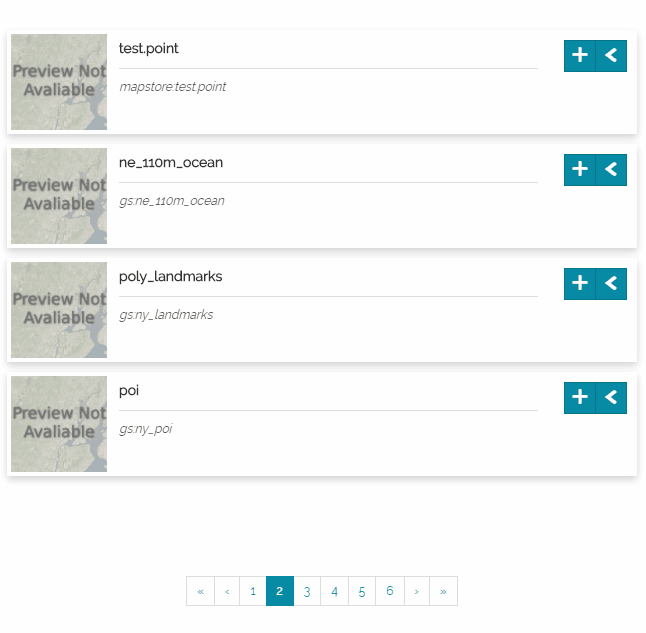 Preview Not
Avaliable
test.point
mapstore:test.point
Preview Not
Avaliable
ne_110m_ocean
gs:ne_110m_ocean
Preview Not
Avaliable
poly_landmarks
gs:ny_landmarks
Preview Not
Avaliable
poi
gs:ny_poi
« ‹ 1 2 3 4 5 6 › »